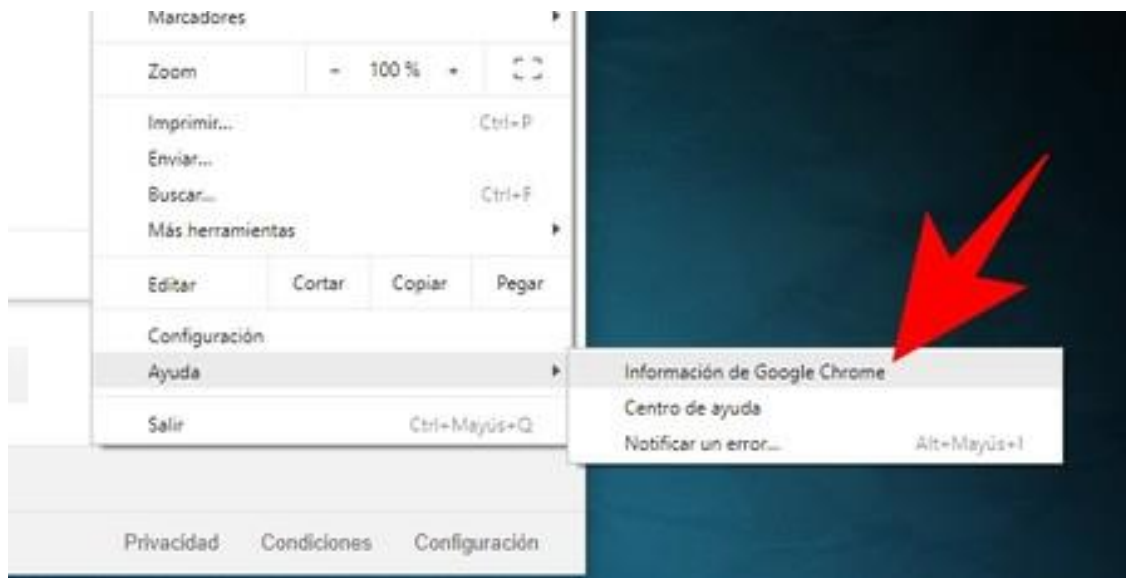 Marcadores
Zoom - 100 % +
Imprimir... Ctrl+P
Enviar...
Buscar... Ctrl+F
Más herramientas
Editar Cortar Copiar Pegar
Configuración
Ayuda
Salir Ctrl+Mayús+Q
Información de Google Chrome
Centro de ayuda
Notificar un error... Alt+Mayús+I
Privacidad Condiciones Configuración